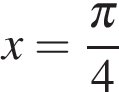 x = π/4